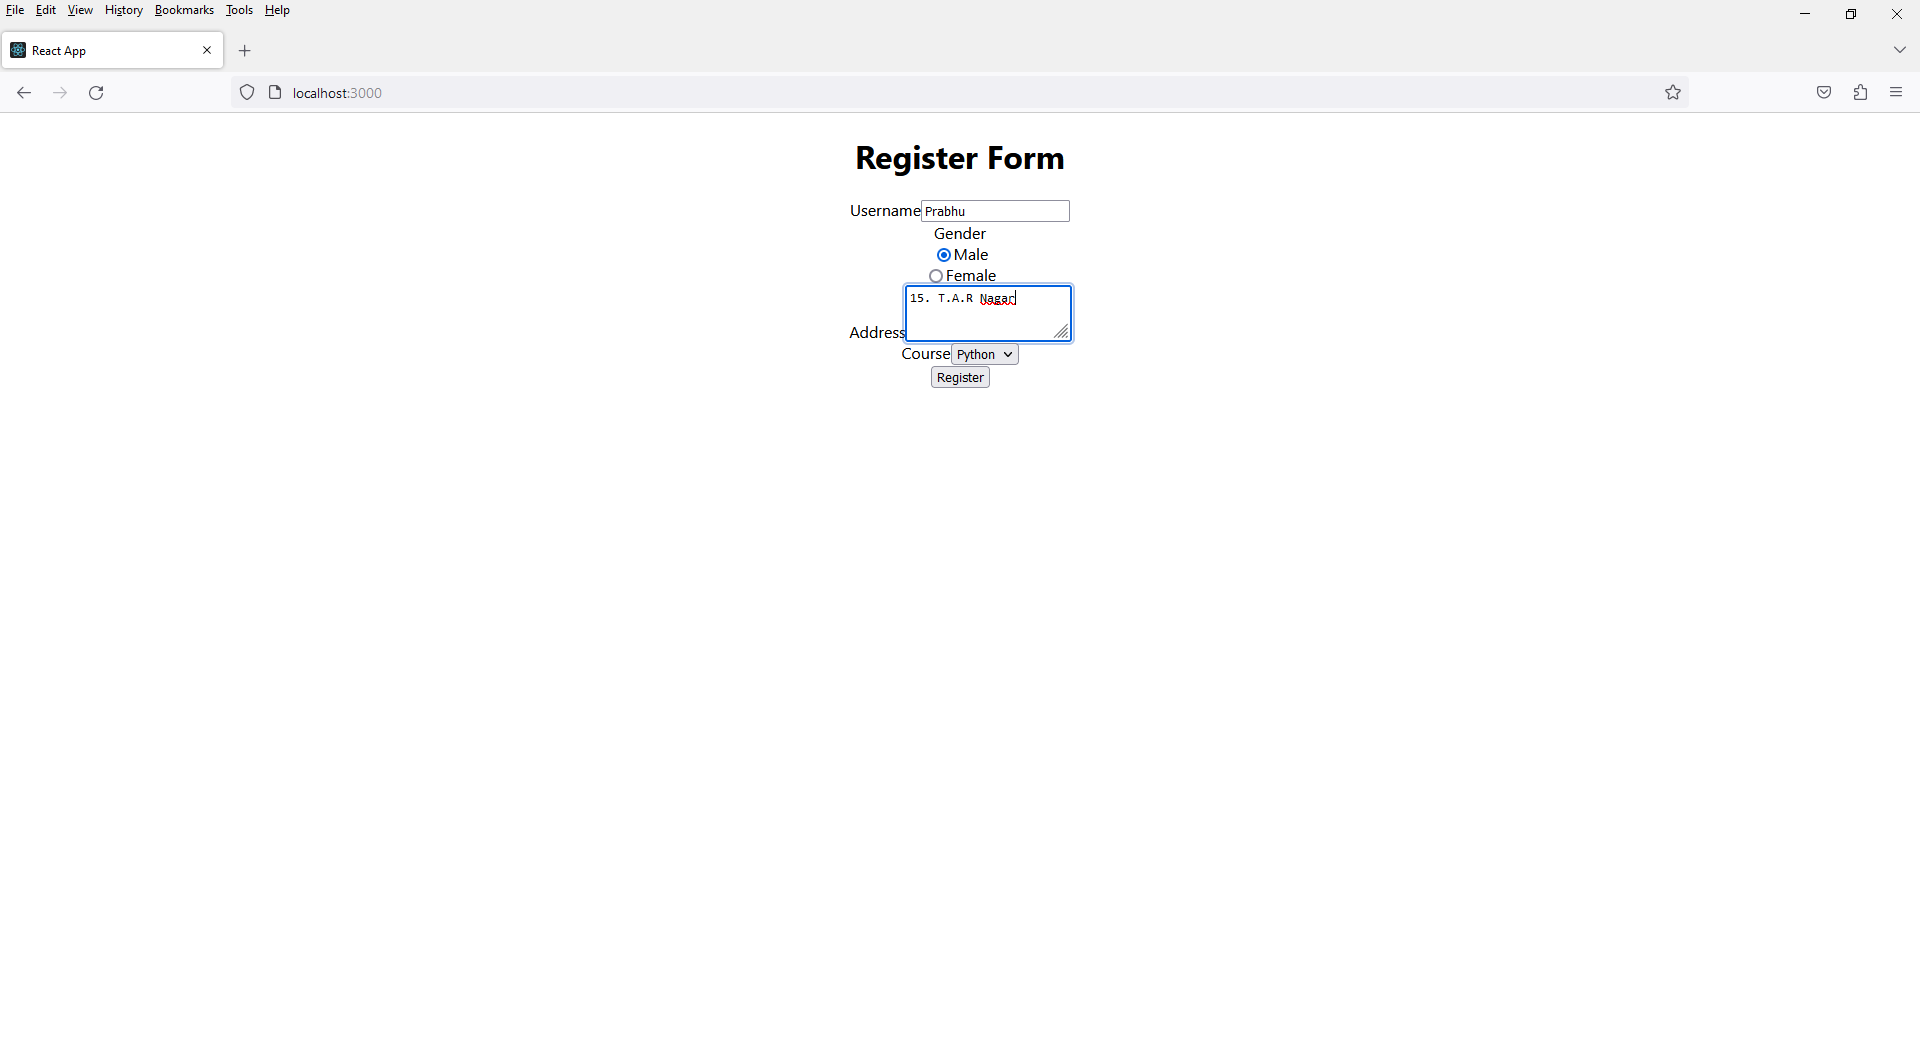 File Edit View History Bookmarks Tools Help
React App
localhost:3000
Register Form
Username Prabhu
Gender
Male
Female
15. T.A.R Nagar
Address
Course Python
Register